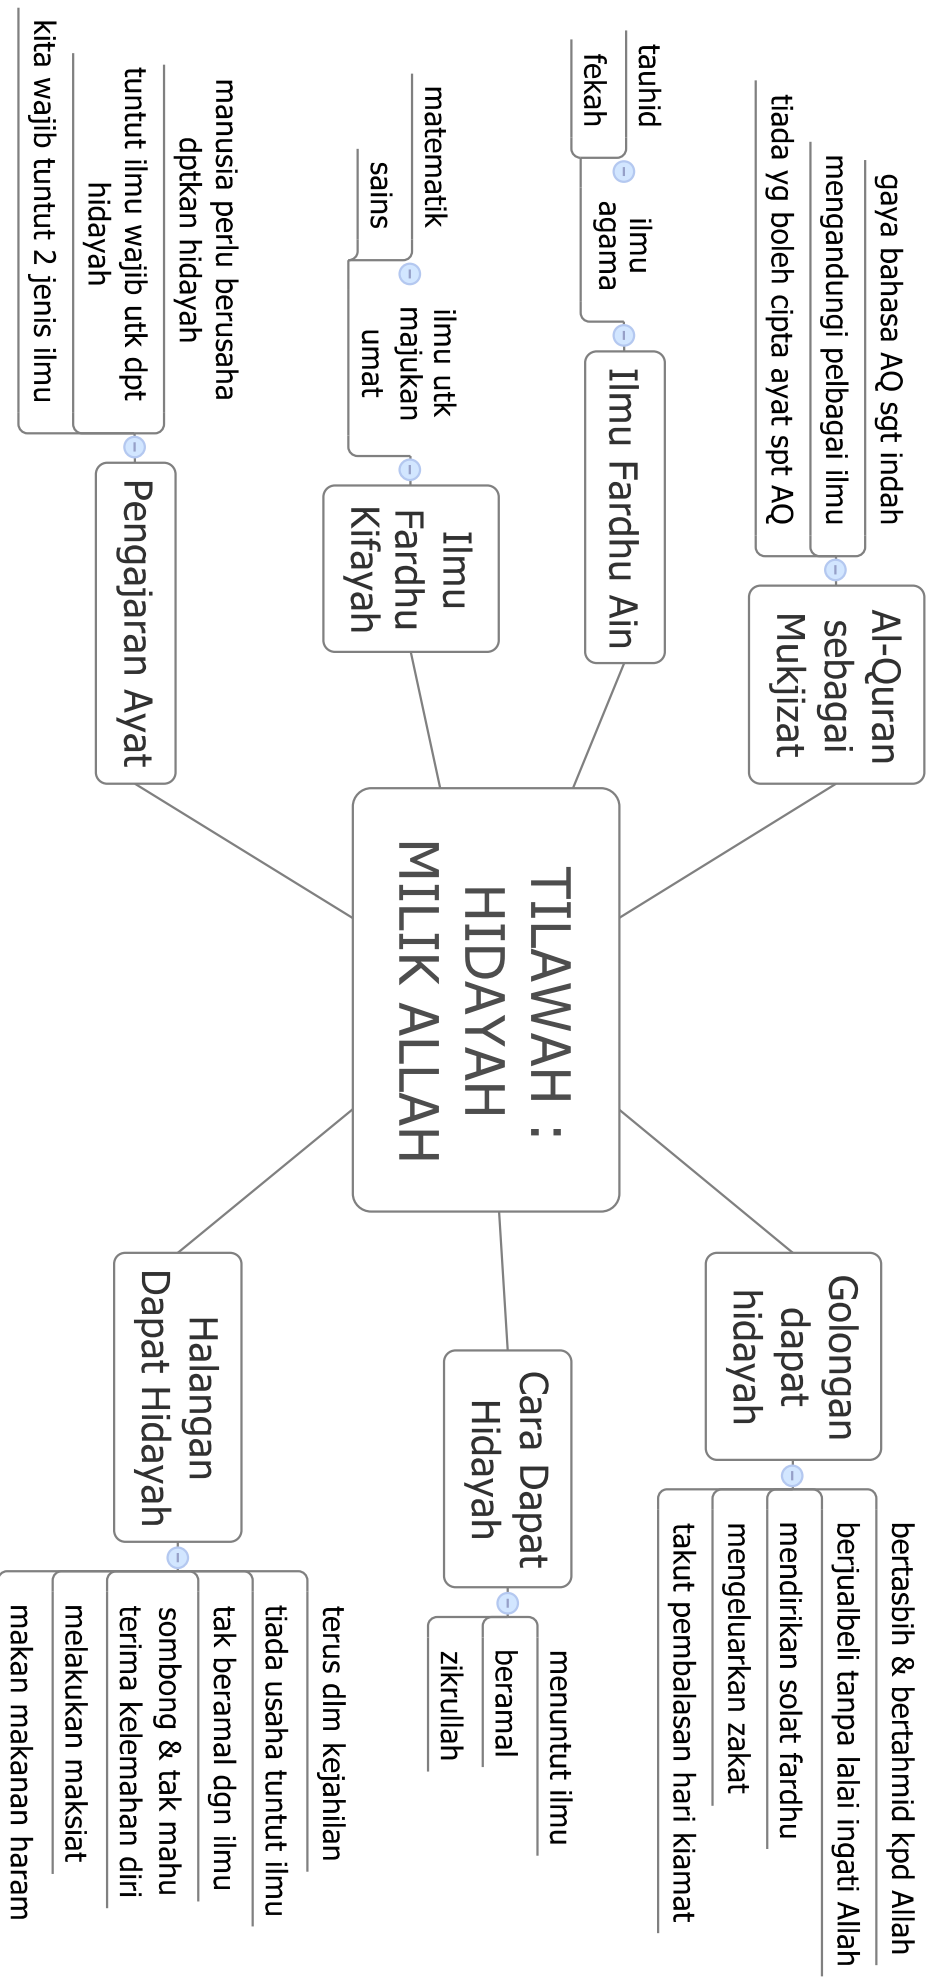 TILAWAH :
HIDAYAH
MILIK ALLAH
Golongan
dapat
hidayah
bertasbih & bertahmid kpd Allah
berjualbeli tanpa lalai ingati Allah
mendirikan solat fardhu
mengeluarkan zakat
takut pembalasan hari kiamat
Cara Dapat
Hidayah
menuntut ilmu
beramal
zikrullah
Halangan
Dapat Hidayah
terus dlm kejahilan
tiada usaha tuntut ilmu
tak beramal dgn ilmu
sombong & tak mahu
terima kelemahan diri
melakukan maksiat
makan makanan haram
Al-Quran
sebagai
Mukjizat
gaya bahasa AQ sgt indah
mengandungi pelbagai ilmu
tiada yg boleh cipta ayat spt AQ
Ilmu Fardhu Ain
ilmu
agama
tauhid
fekah
Ilmu
Fardhu
Kifayah
ilmu utk
majukan
umat
matematik
sains
Pengajaran Ayat
manusia perlu berusaha
dptkan hidayah
tuntut ilmu wajib utk dpt
hidayah
kita wajib tuntut 2 jenis ilmu